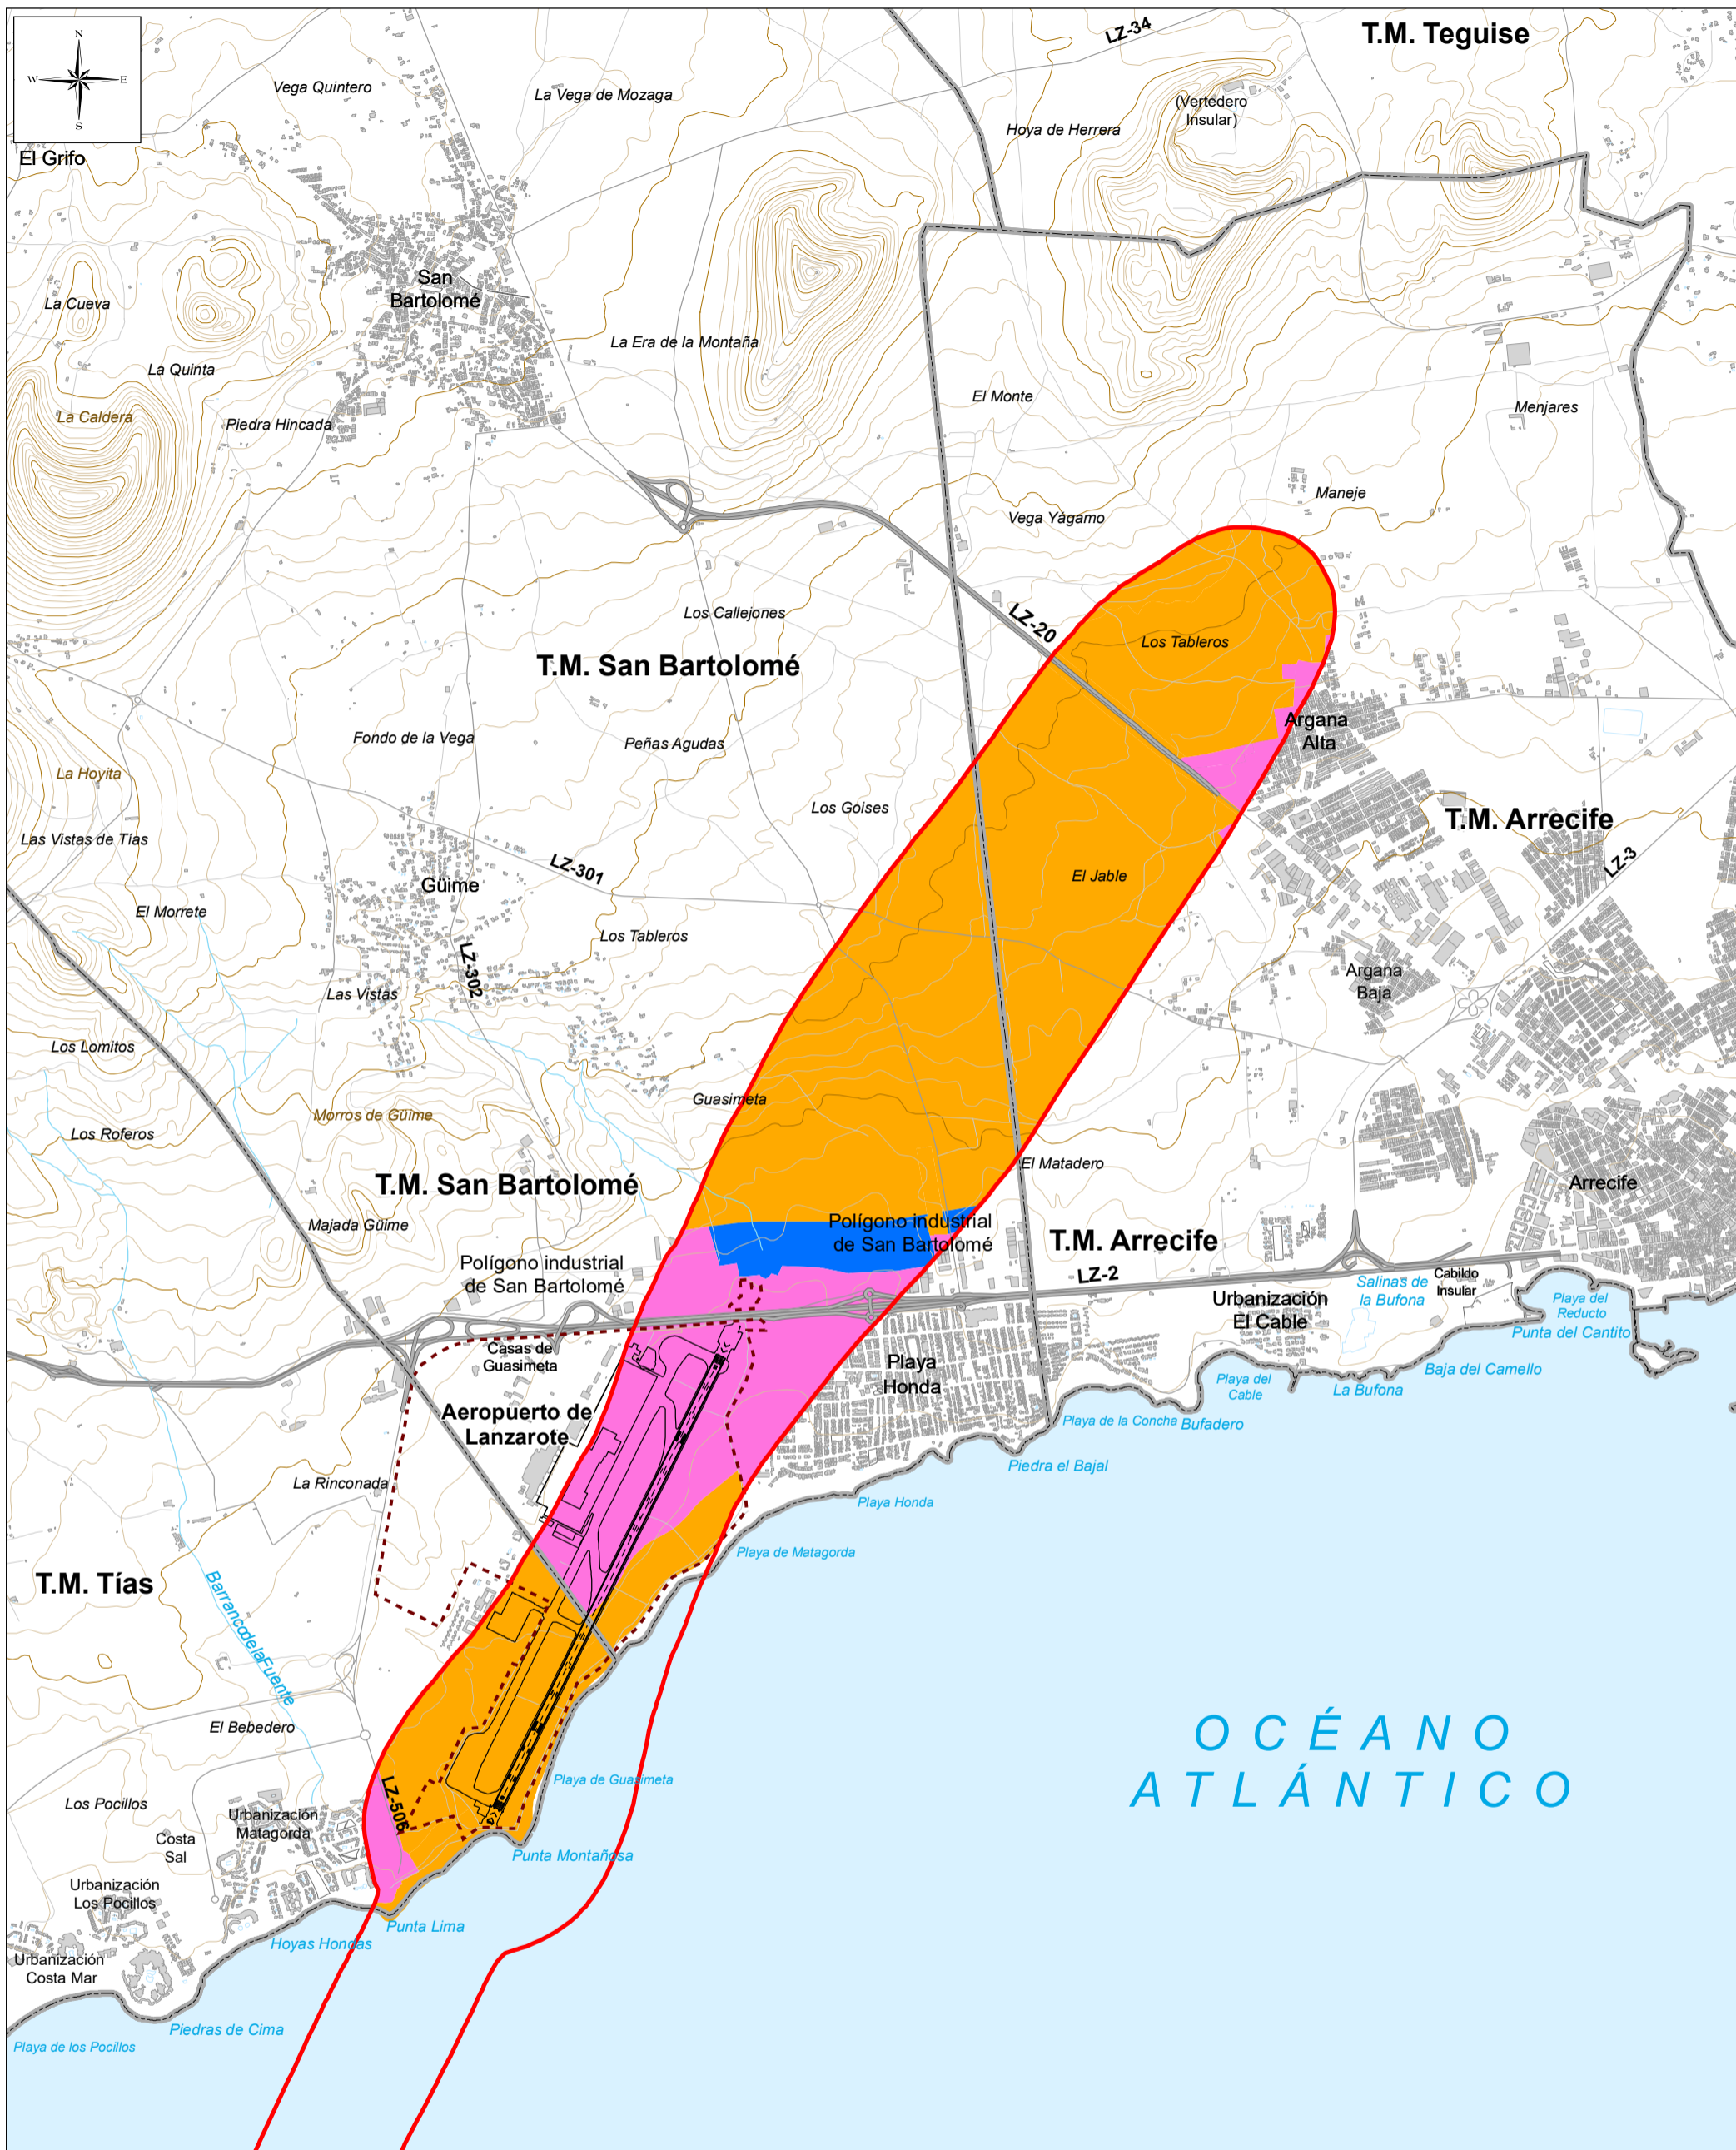 N
W
E
S
T.M. Teguise
LZ-34
Vega Quintero
La Vega de Mozaga
(Vertedero
Insular)
Hoya de Herrera
El Grifo
San
Bartolomé
La Cueva
La Era de la Montaña
La Quinta
El Monte
Menjares
La Caldera
Piedra Hincada
Maneje
Vega Yágamo
Los Callejones
LZ-20
Los Tableros
T.M. San Bartolomé
Argana
Alta
Fondo de la Vega
Peñas Agudas
La Hoyita
Los Goises
T.M. Arrecife
Las Vistas de Tías
LZ-3
LZ-301
El Jable
Güime
El Morrete
Los Tableros
LZ-302
Argana
Baja
Las Vistas
Los Lomitos
Guasimeta
Morros de Güime
Los Roferos
El Matadero
T.M. San Bartolomé
Arrecife
Majada Güime
Polígono industrial
de San Bartolomé
T.M. Arrecife
Polígono industrial
de San Bartolomé
LZ-2
Salinas de
la Bufona
Cabildo
Insular
Urbanización
El Cable
Playa del
Reducto
Punta del Cantito
Casas de
Guasimeta
Playa
Honda
Baja del Camello
Playa del
Cable
La Bufona
Aeropuerto de
Lanzarote
Playa de la Concha
Bufadero
Piedra el Bajal
La Rinconada
Playa Honda
Playa de Matagorda
T.M. Tías
Barranco de la Fuente
El Bebedero
OCÉANO
ATLÁNTICO
Playa de Guasimeta
LZ-506
Los Pocillos
Urbanización
Matagorda
Costa
Sal
Punta Montañosa
Urbanización
Los Pocillos
Punta Lima
Hoyas Hondas
Urbanización
Costa Mar
Piedras de Cima
Playa de los Pocillos